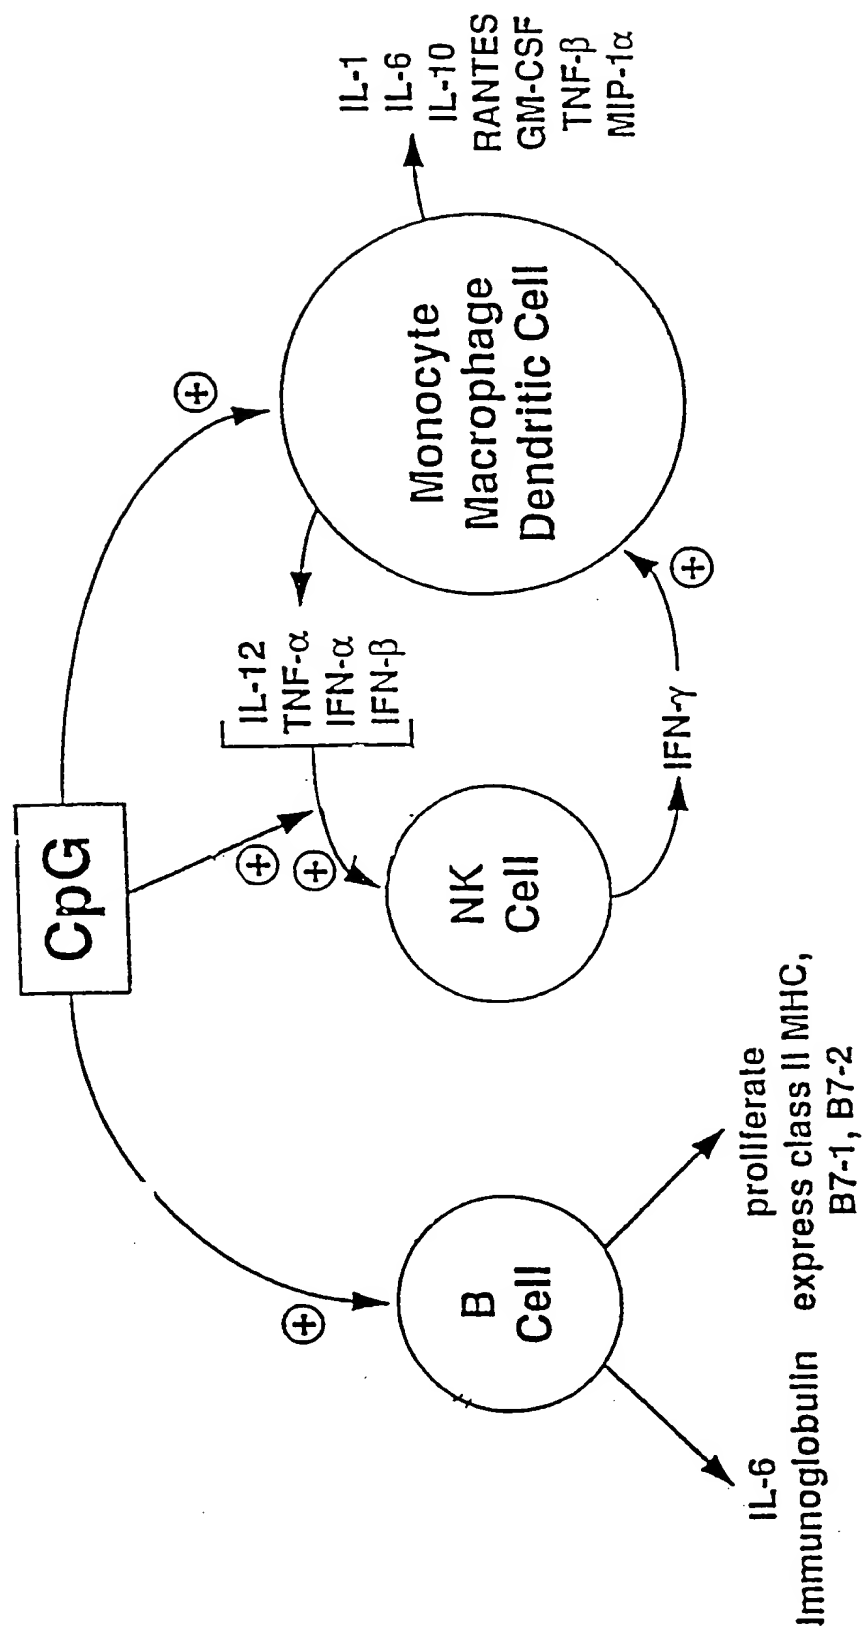 CpG
+
+
+
+
+
IL-12
TNF-α
IFN-α
IFN-β
B
Cell
NK
Cell
Monocyte
Macrophage
Dendritic Cell
IL-1
IL-6
IL-10
RANTES
GM-CSF
TNF-β
MIP-1α
IFN-γ
IL-6
Immunoglobulin
proliferate
express class II MHC,
B7-1, B7-2